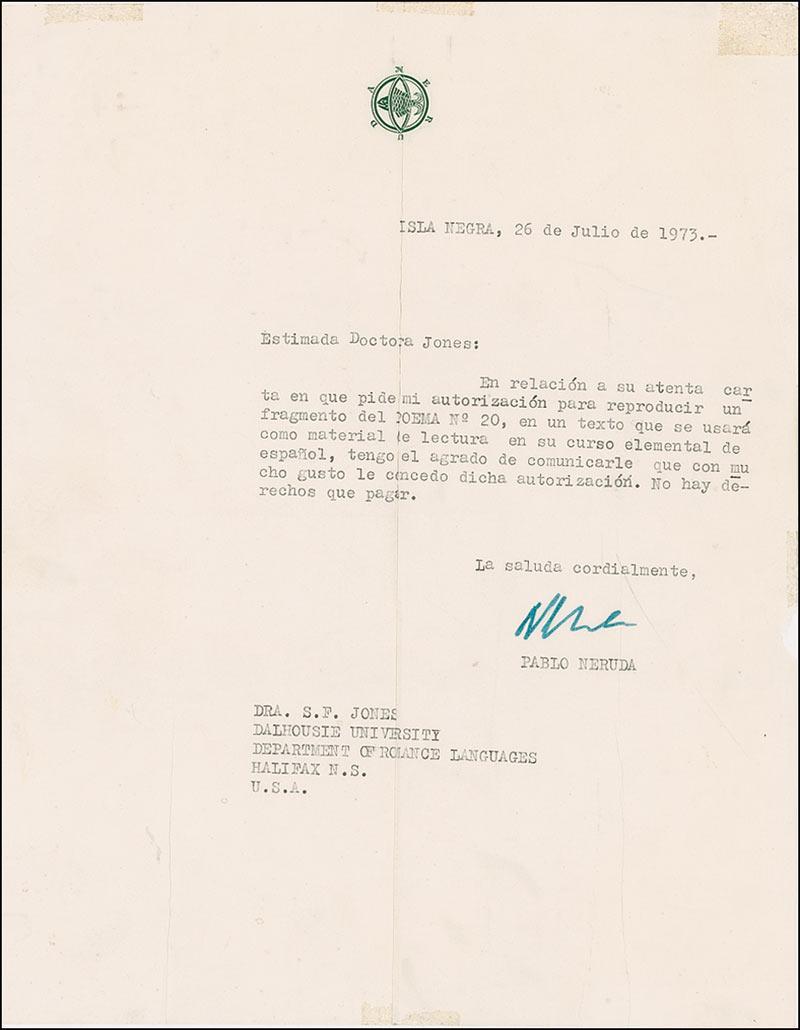 NERUDA
ISLA NEGRA, 26 de Julio de 1973.-
Estimada Doctora Jones:
En relación a su atenta car
ta en que pide mi autorización para reproducir un
fragmento del POEMA Nº 20, en un texto que se usará
como material de lectura en su curso elemental de
español, tengo el agrado de comunicarle que con mu
cho gusto le concedo dicha autorización. No hay de-
rechos que pagar.
La saluda cordialmente,
Neruda
PABLO NERUDA
DRA. S.F. JONES
DALHOUSIE UNIVERSITY
DEPARTMENT OF ROMANCE LANGUAGES
HALIFAX N.S.
U.S.A.